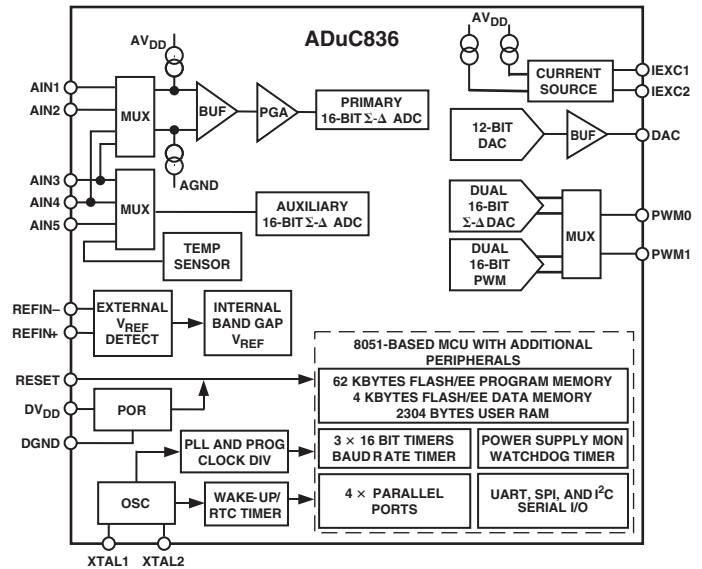 ADuC836
AVDD
AIN1
AIN2
AIN3
AIN4
AIN5
MUX
BUF
PGA
PRIMARY
16-BIT Σ-Δ ADC
AGND
MUX
AUXILIARY
16-BIT Σ-Δ ADC
TEMP
SENSOR
AVDD
CURRENT
SOURCE
IEXC1
IEXC2
12-BIT
DAC
BUF
DAC
DUAL
16-BIT
Σ-Δ DAC
DUAL
16-BIT
PWM
MUX
PWM0
PWM1
REFIN–
REFIN+
EXTERNAL
VREF
DETECT
INTERNAL
BAND GAP
VREF
RESET
DVDD
DGND
POR
PLL AND PROG
CLOCK DIV
OSC
WAKE-UP/
RTC TIMER
XTAL1
XTAL2
8051-BASED MCU WITH ADDITIONAL
PERIPHERALS
62 KBYTES FLASH/EE PROGRAM MEMORY
4 KBYTES FLASH/EE DATA MEMORY
2304 BYTES USER RAM
3 × 16 BIT TIMERS
BAUD RATE TIMER
POWER SUPPLY MON
WATCHDOG TIMER
4 × PARALLEL
PORTS
UART, SPI, AND I2C
SERIAL I/O